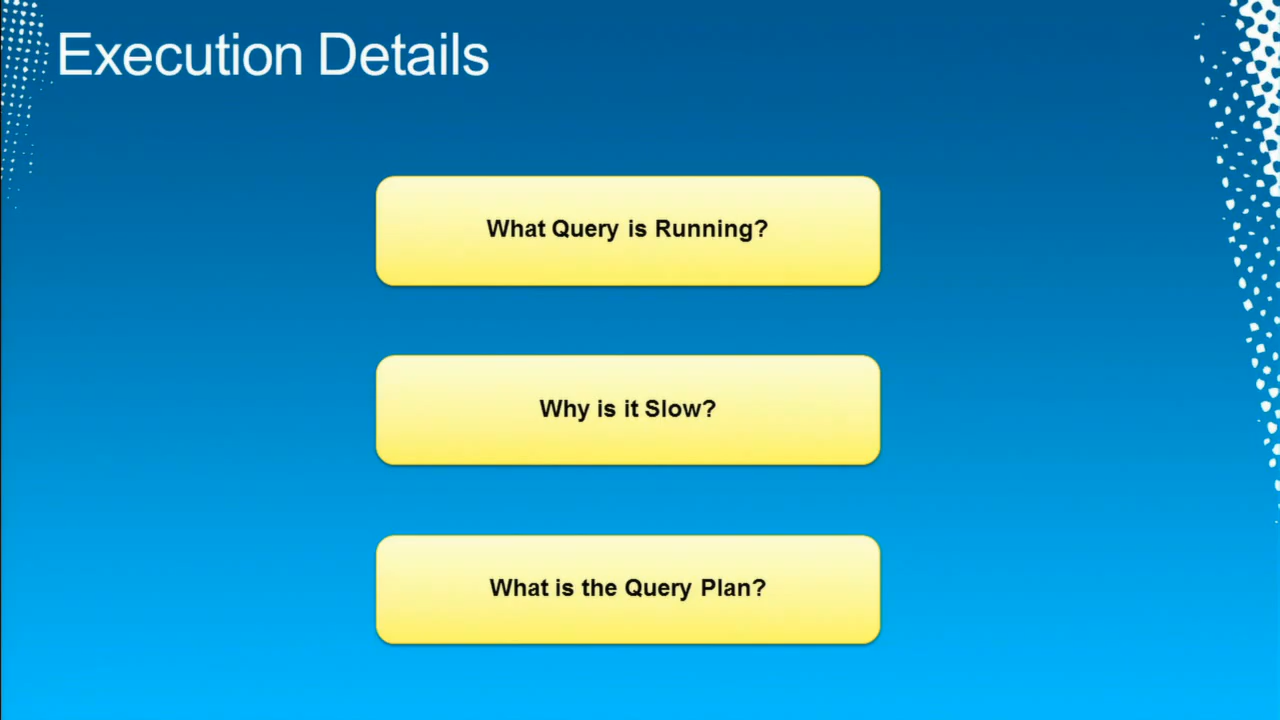 Execution Details
What Query is Running?
Why is it Slow?
What is the Query Plan?